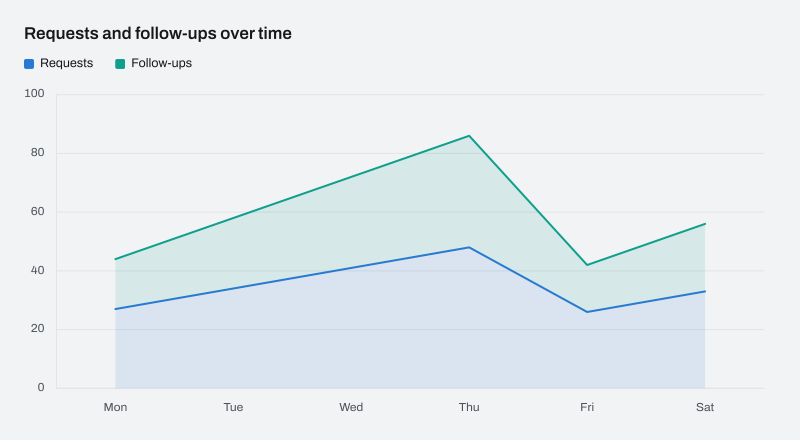 Requests and follow-ups over time
Requests Follow-ups
100
80
60
40
20
0
Mon Tue Wed Thu Fri Sat